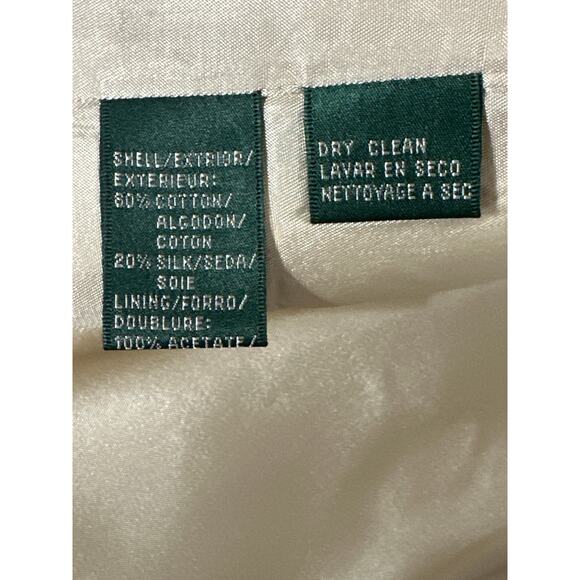 SHELL/EXTRIOR/
EXTERIEUR:
80% COTTON/
ALGODON/
COTON
20% SILK/SEDA/
SOIE
LINING/FORRO/
DOUBLURE:
100% ACETATE/
DRY CLEAN
LAVAR EN SECO
NETTOYAGE A SEC